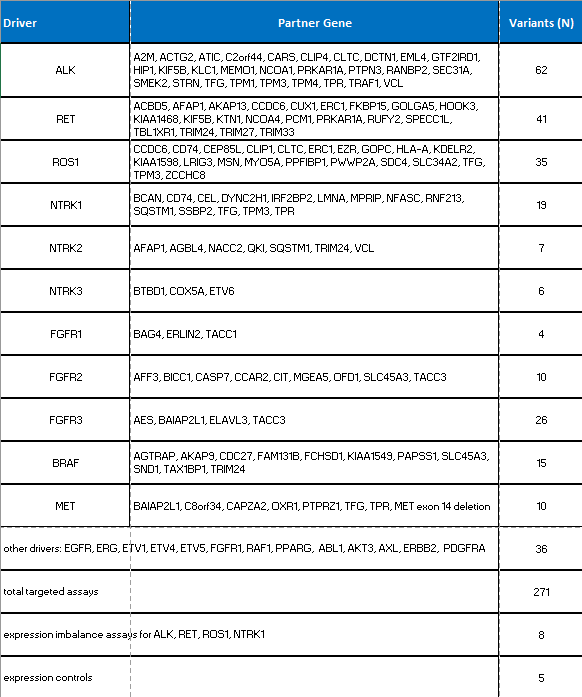 Driver Partner Gene Variants (N)
A2M, ACTG2, ATIC, C2orf44, CARS, CLIP4, CLTC, DCTN1, EML4, GTF2IRD1,
ALK HIP1, KIF5B, KLC1, MEMO1, NCOA1, PRKAR1A, PTPN3, RANBP2, SEC31A, 62
SMEK2, STRN, TFG, TPM1, TPM3, TPM4, TPR, TRAF1, VCL
ACBD5, AFAP1, AKAP13, CCDC6, CUX1, ERC1, FKBP15, GOLGA5, HOOK3,
RET KIAA1468, KIF5B, KTN1, NCOA4, PCM1, PRKAR1A, RUFY2, SPECC1L, 41
TBL1XR1, TRIM24, TRIM27, TRIM33
CCDC6, CD74, CEP85L, CLIP1, CLTC, ERC1, EZR, GOPC, HLA-A, KDELR2,
ROS1 KIAA1598, LRIG3, MSN, MYO5A, PPFIBP1, PWWP2A, SDC4, SLC34A2, TFG, 35
TPM3, ZCCHC8
NTRK1 BCAN, CD74, CEL, DYNC2H1, IRF2BP2, LMNA, MPRIP, NFASC, RNF213, 19
SQSTM1, SSBP2, TFG, TPM3, TPR
NTRK2 AFAP1, AGBL4, NACC2, QKI, SQSTM1, TRIM24, VCL 7
NTRK3 BTBD1, COX5A, ETV6 6
FGFR1 BAG4, ERLIN2, TACC1 4
FGFR2 AFF3, BICC1, CASP7, CCAR2, CIT, MGEA5, OFD1, SLC45A3, TACC3 10
FGFR3 AES, BAIAP2L1, ELAVL3, TACC3 26
BRAF AGTRAP, AKAP9, CDC27, FAM131B, FCHSD1, KIAA1549, PAPSS1, SLC45A3, 15
SND1, TAX1BP1, TRIM24
MET BAIAP2L1, C8orf34, CAPZA2, OXR1, PTPRZ1, TFG, TPR, MET exon 14 deletion 10
other drivers: EGFR, ERG, ETV1, ETV4, ETV5, FGFR1, RAF1, PPARG, ABL1, AKT3, AXL, ERBB2, PDGFRA 36
total targeted assays 271
expression imbalance assays for ALK, RET, ROS1, NTRK1 8
expression controls 5